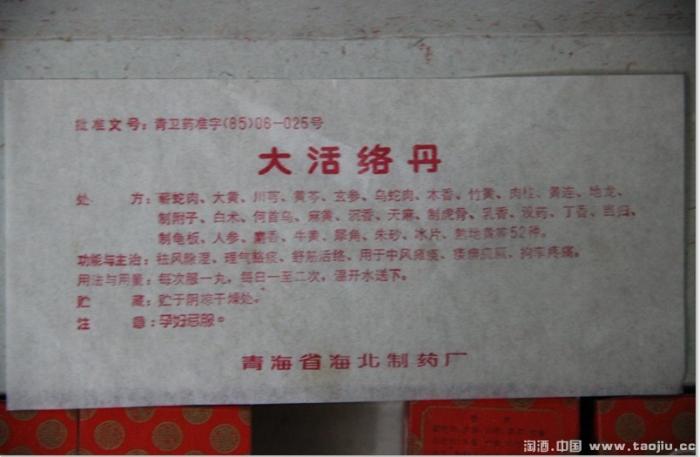 批准文号：青卫药准字(85)06-025号
大活络丹
处 方：蕲蛇肉、大黄、川芎、黄芩、玄参、乌蛇肉、木香、竹黄、肉桂、黄连、地龙、
制附子、白术、何首乌、麻黄、沉香、天麻、制虎骨、乳香、没药、丁香、当归、
制龟板、人参、麝香、牛黄、犀角、朱砂、冰片、熟地黄等52种。
功能与主治：祛风除湿、理气豁痰、舒筋活络。用于中风瘫痪、痿痹痰厥、拘挛疼痛。
用法与用量：每次服一丸，每日一至二次，温开水送下。
贮 藏：贮于阴凉干燥处。
注 意：孕妇忌服。
青海省海北制药厂
淘酒.中国 www.taojiu.cc